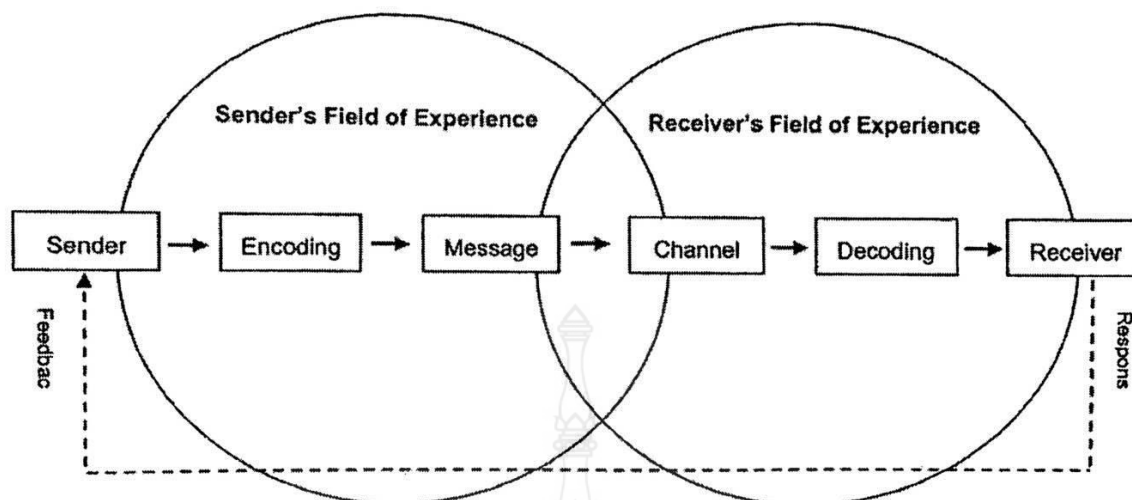 Sender's Field of Experience
Receiver's Field of Experience
Sender
Encoding
Message
Channel
Decoding
Receiver
Feedbac
Respons